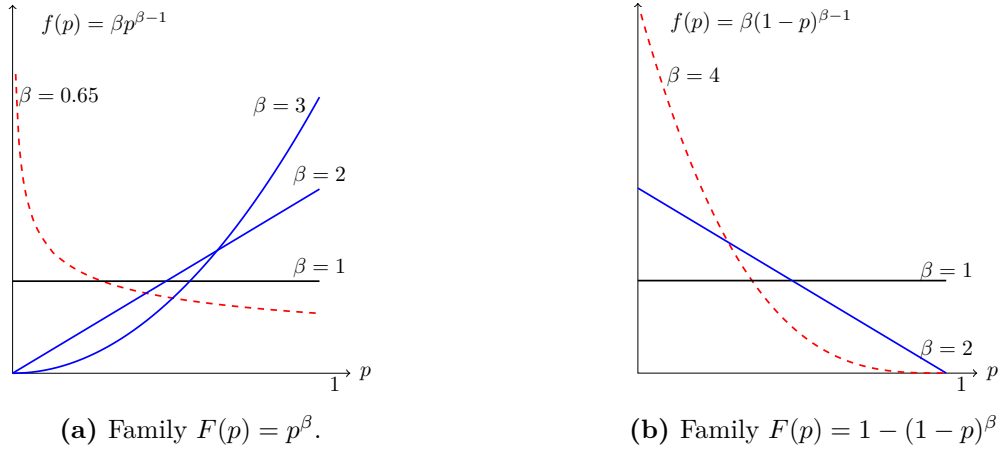 f(p) = βp^{β−1}
β = 0.65
β = 3
β = 2
β = 1
p
1
(a) Family F(p) = p^β.
f(p) = β(1 − p)^{β−1}
β = 4
β = 1
β = 2
p
1
(b) Family F(p) = 1 − (1 − p)^β